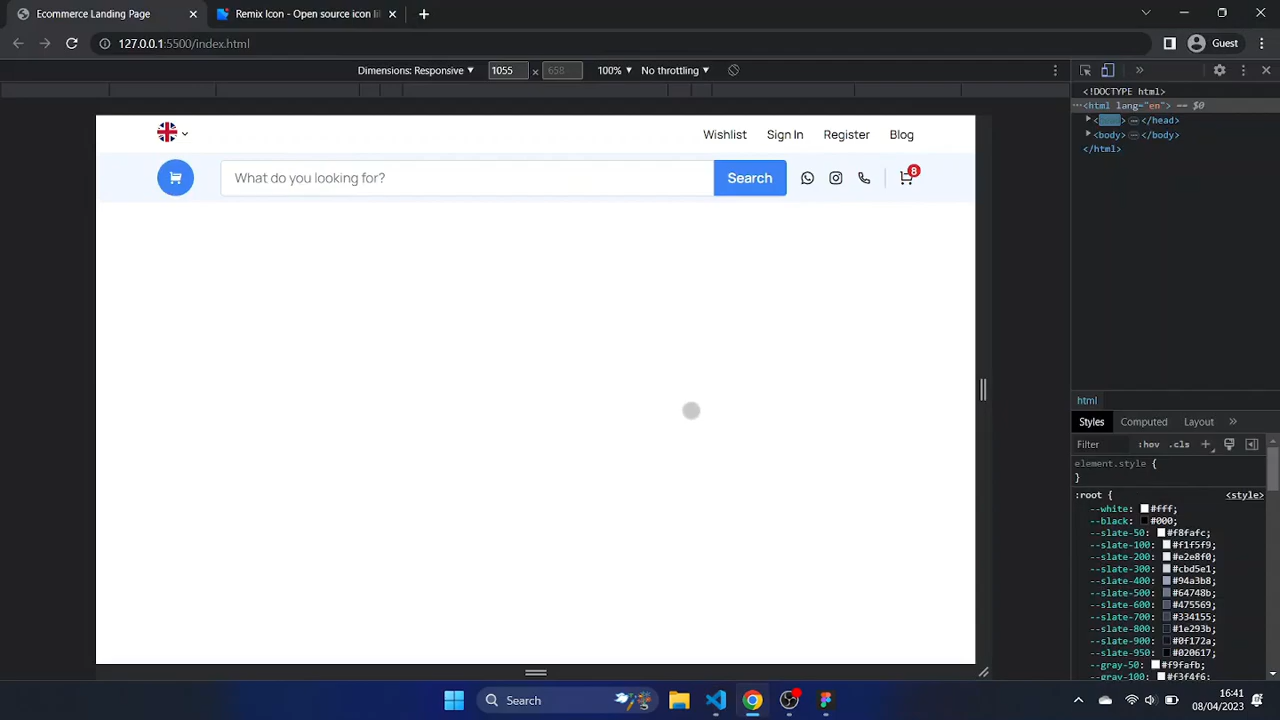 Ecommerce Landing Page
Remix Icon - Open source icon li
127.0.0.1:5500/index.html
Guest
Dimensions: Responsive
1055
×
658
100%
No throttling
<!DOCTYPE html>
<html lang="en"> == $0
</head>
<body> </body>
</html>
Wishlist
Sign In
Register
Blog
What do you looking for?
Search
8
html
Styles
Computed
Layout
Filter
:hov
.cls
element.style {
}
:root {
<style>
--white: #fff;
--black: #000;
--slate-50: #f8fafc;
--slate-100: #f1f5f9;
--slate-200: #e2e8f0;
--slate-300: #cbd5e1;
--slate-400: #94a3b8;
--slate-500: #64748b;
--slate-600: #475569;
--slate-700: #334155;
--slate-800: #1e293b;
--slate-900: #0f172a;
--slate-950: #020617;
--gray-50: #f9fafb;
--gray-100: #f3f4f6;
Search
16:41
08/04/2023